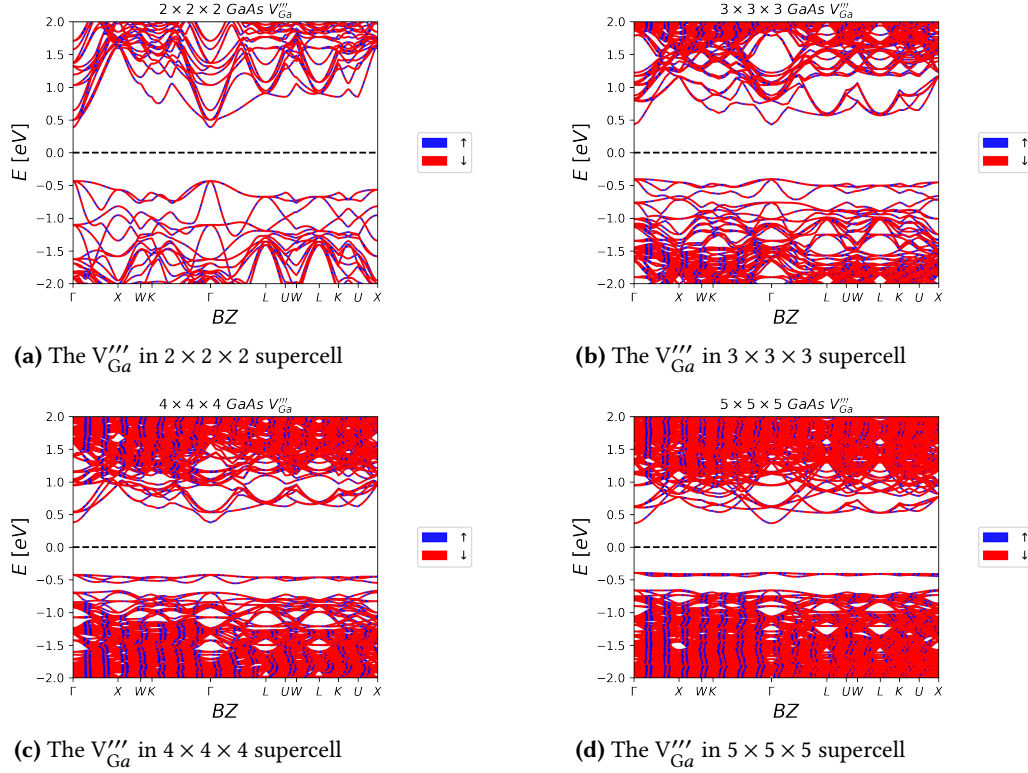 2 × 2 × 2 GaAs V‴Ga
E [eV]
2.0
1.5
1.0
0.5
0.0
−0.5
−1.0
−1.5
−2.0
Γ X W K Γ L U W L K U X
BZ
↑
↓
(a) The V‴Ga in 2 × 2 × 2 supercell
3 × 3 × 3 GaAs V‴Ga
E [eV]
2.0
1.5
1.0
0.5
0.0
−0.5
−1.0
−1.5
−2.0
Γ X W K Γ L U W L K U X
BZ
↑
↓
(b) The V‴Ga in 3 × 3 × 3 supercell
4 × 4 × 4 GaAs V‴Ga
E [eV]
2.0
1.5
1.0
0.5
0.0
−0.5
−1.0
−1.5
−2.0
Γ X W K Γ L U W L K U X
BZ
↑
↓
(c) The V‴Ga in 4 × 4 × 4 supercell
5 × 5 × 5 GaAs V‴Ga
E [eV]
2.0
1.5
1.0
0.5
0.0
−0.5
−1.0
−1.5
−2.0
Γ X W K Γ L U W L K U X
BZ
↑
↓
(d) The V‴Ga in 5 × 5 × 5 supercell